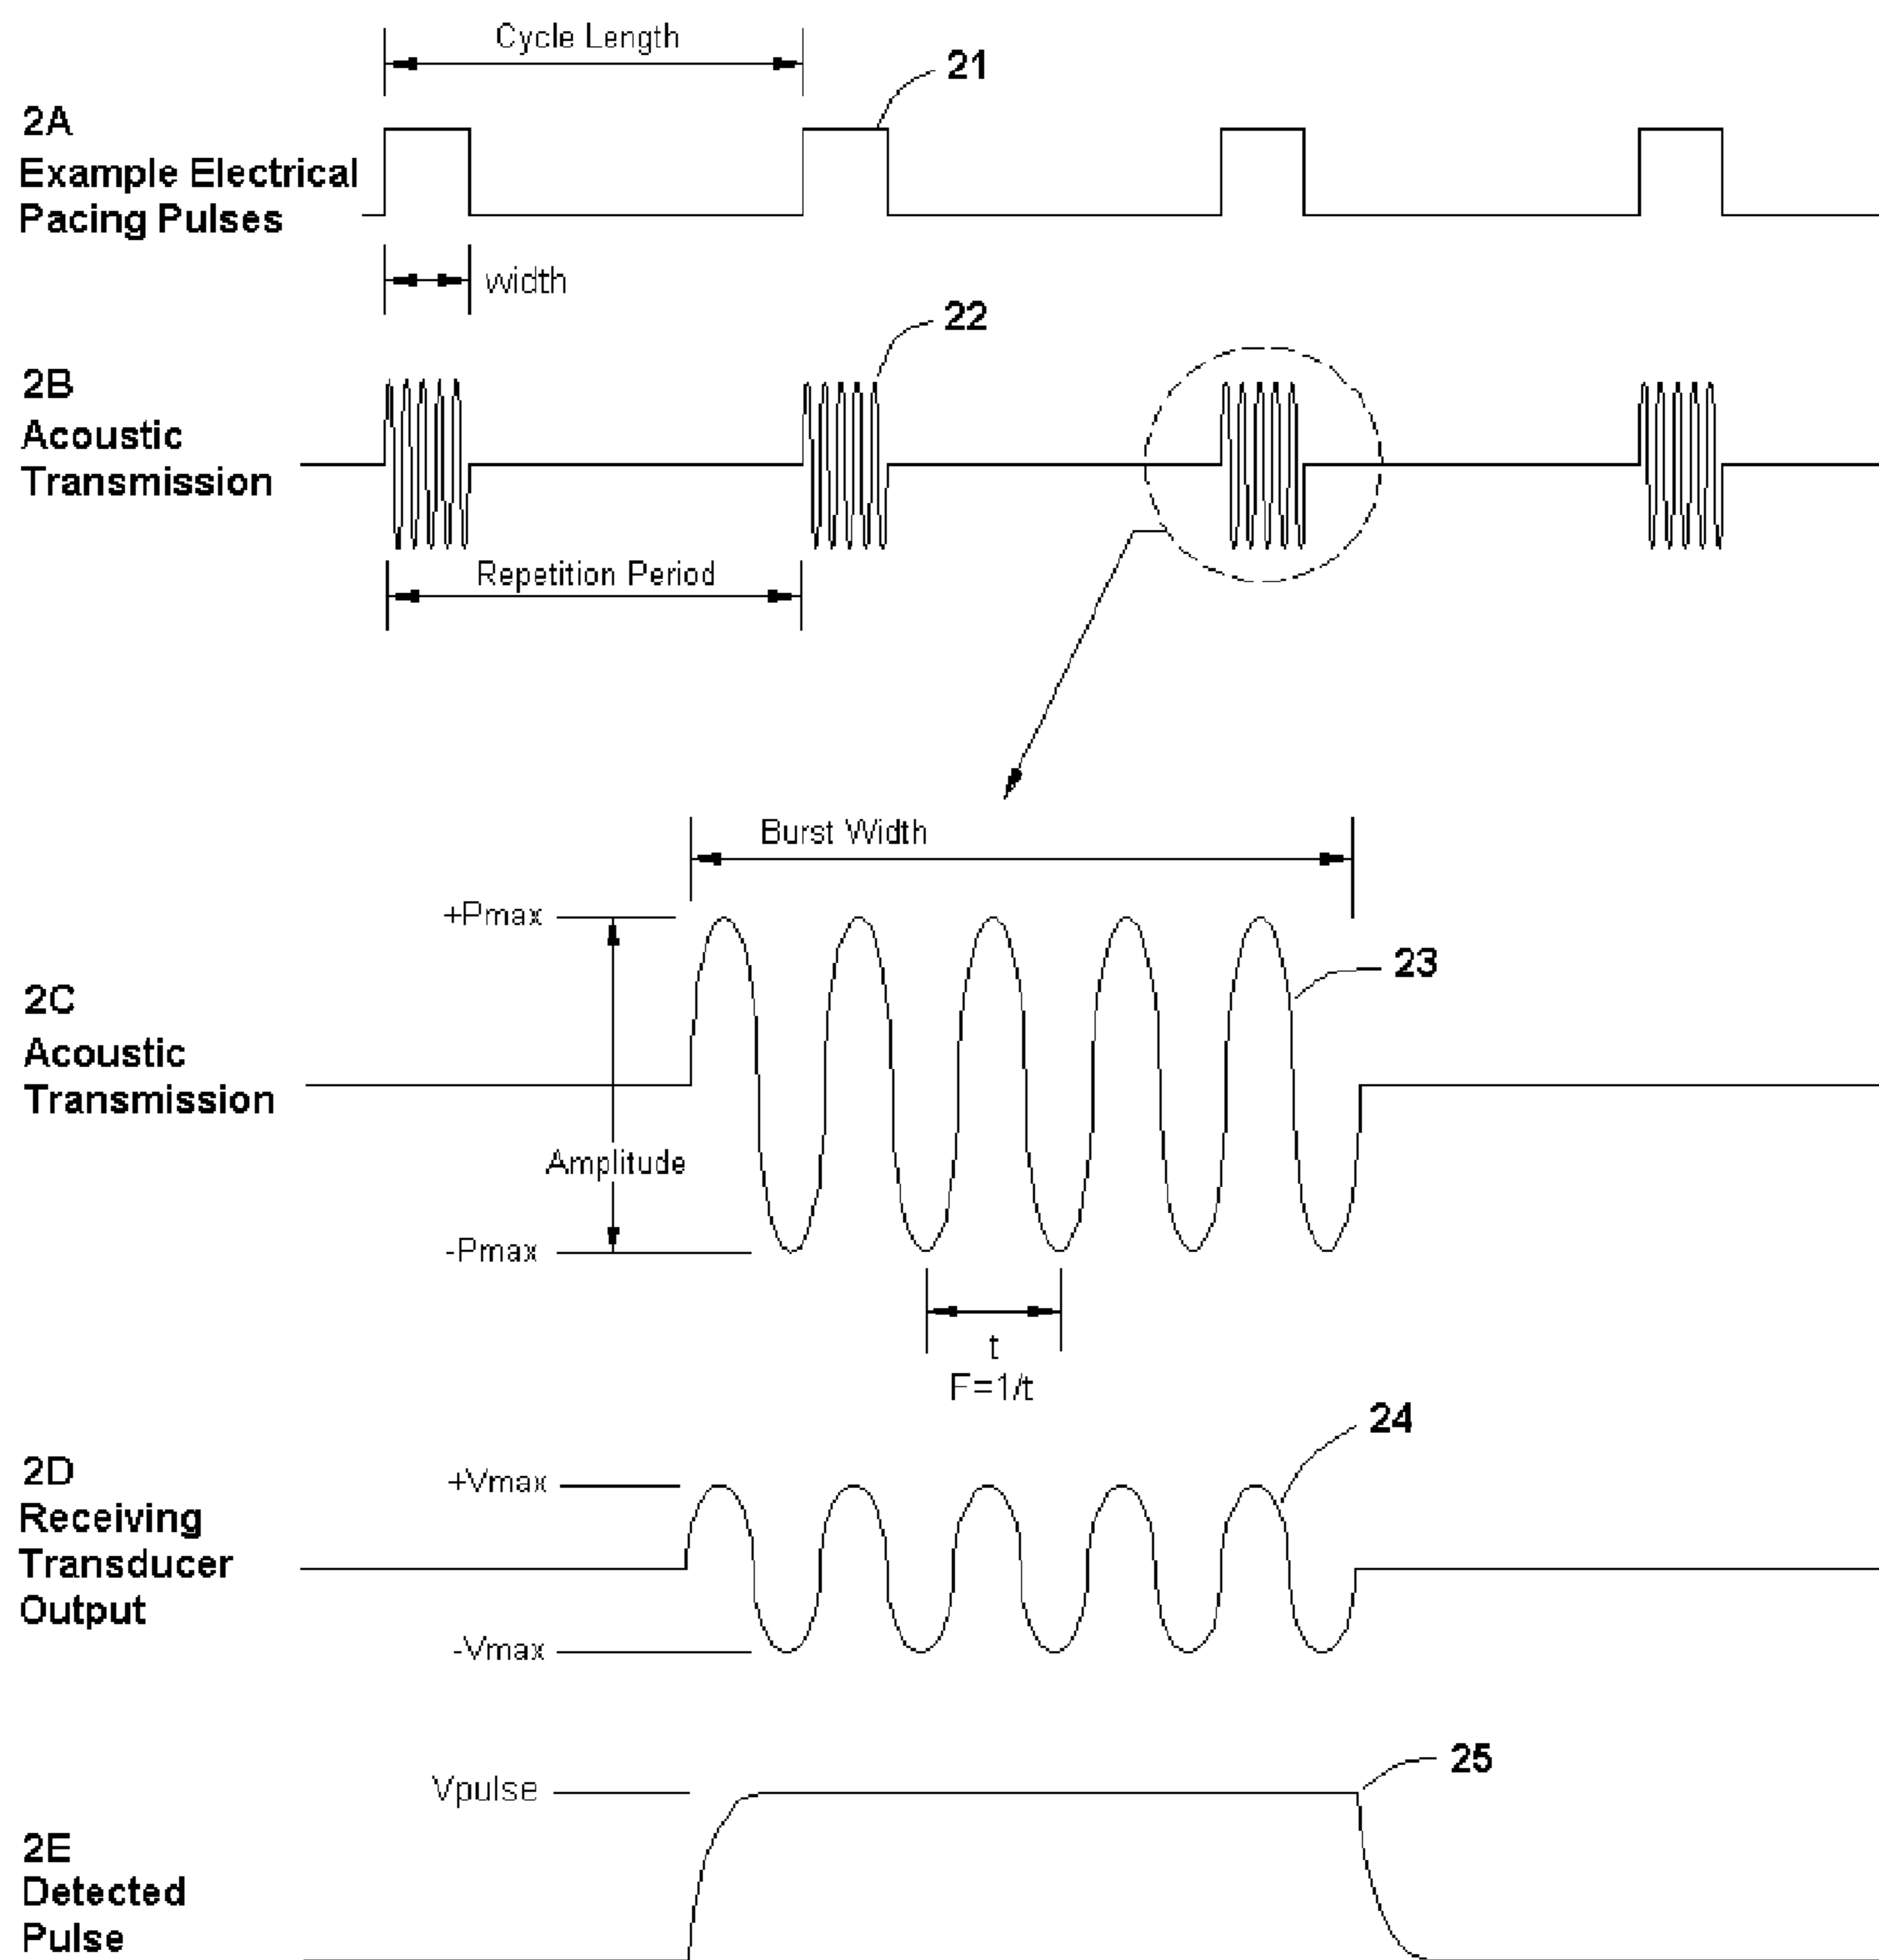 Cycle Length
21
2A
Example Electrical
Pacing Pulses
width
22
2B
Acoustic
Transmission
Repetition Period
Burst Width
+Pmax
23
2C
Acoustic
Transmission
Amplitude
-Pmax
t
F=1/t
24
2D
+Vmax
Receiving
Transducer
Output
-Vmax
25
Vpulse
2E
Detected
Pulse